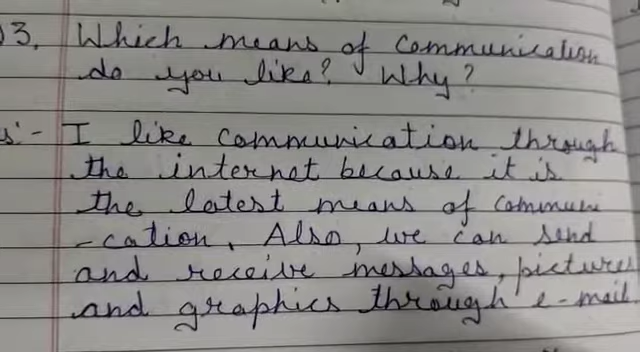 Q3. Which means of communication
do you like? Why?
s:- I like communication through
the internet because it is
the latest means of communi
-cation. Also, we can send
and receive messages, pictures
and graphics through e-mail